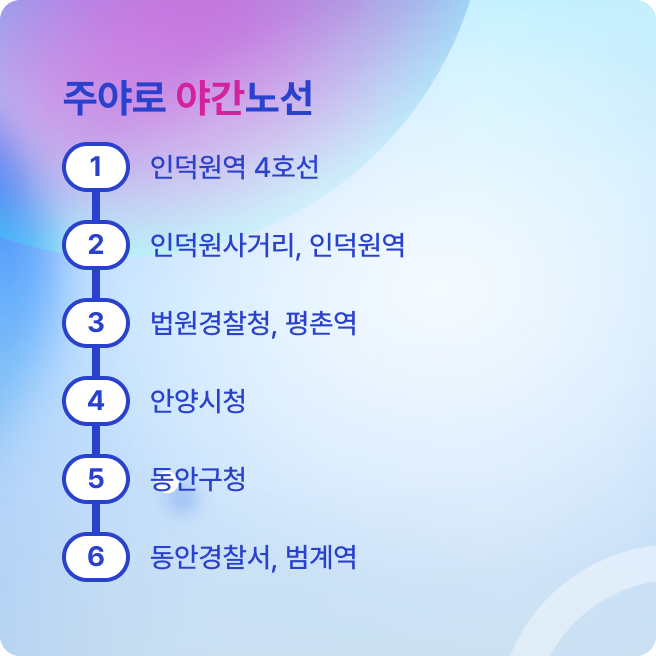 주야로 야간노선
1 인덕원역 4호선
2 인덕원사거리, 인덕원역
3 법원경찰청, 평촌역
4 안양시청
5 동안구청
6 동안경찰서, 범계역